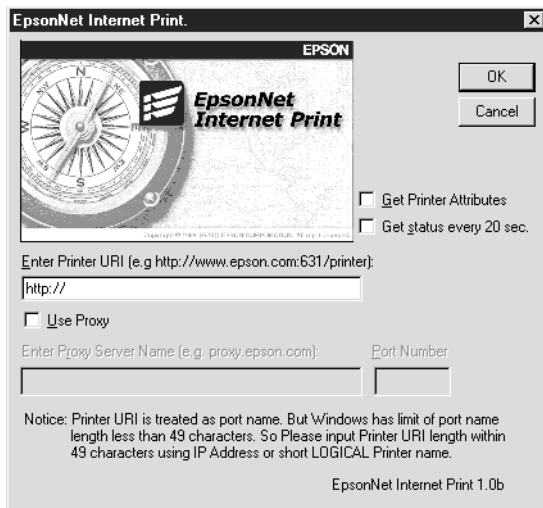 EpsonNet Internet Print.
EPSON
EpsonNet
Internet Print
N
W
S
OK
Cancel
Get Printer Attributes
Get status every 20 sec.
Enter Printer URI (e.g http://www.epson.com:631/printer):
http://
Use Proxy
Enter Proxy Server Name (e.g. proxy.epson.com):
Port Number
Notice: Printer URI is treated as port name. But Windows has limit of port name
length less than 49 characters. So Please input Printer URI length within
49 characters using IP Address or short LOGICAL Printer name.
EpsonNet Internet Print 1.0b